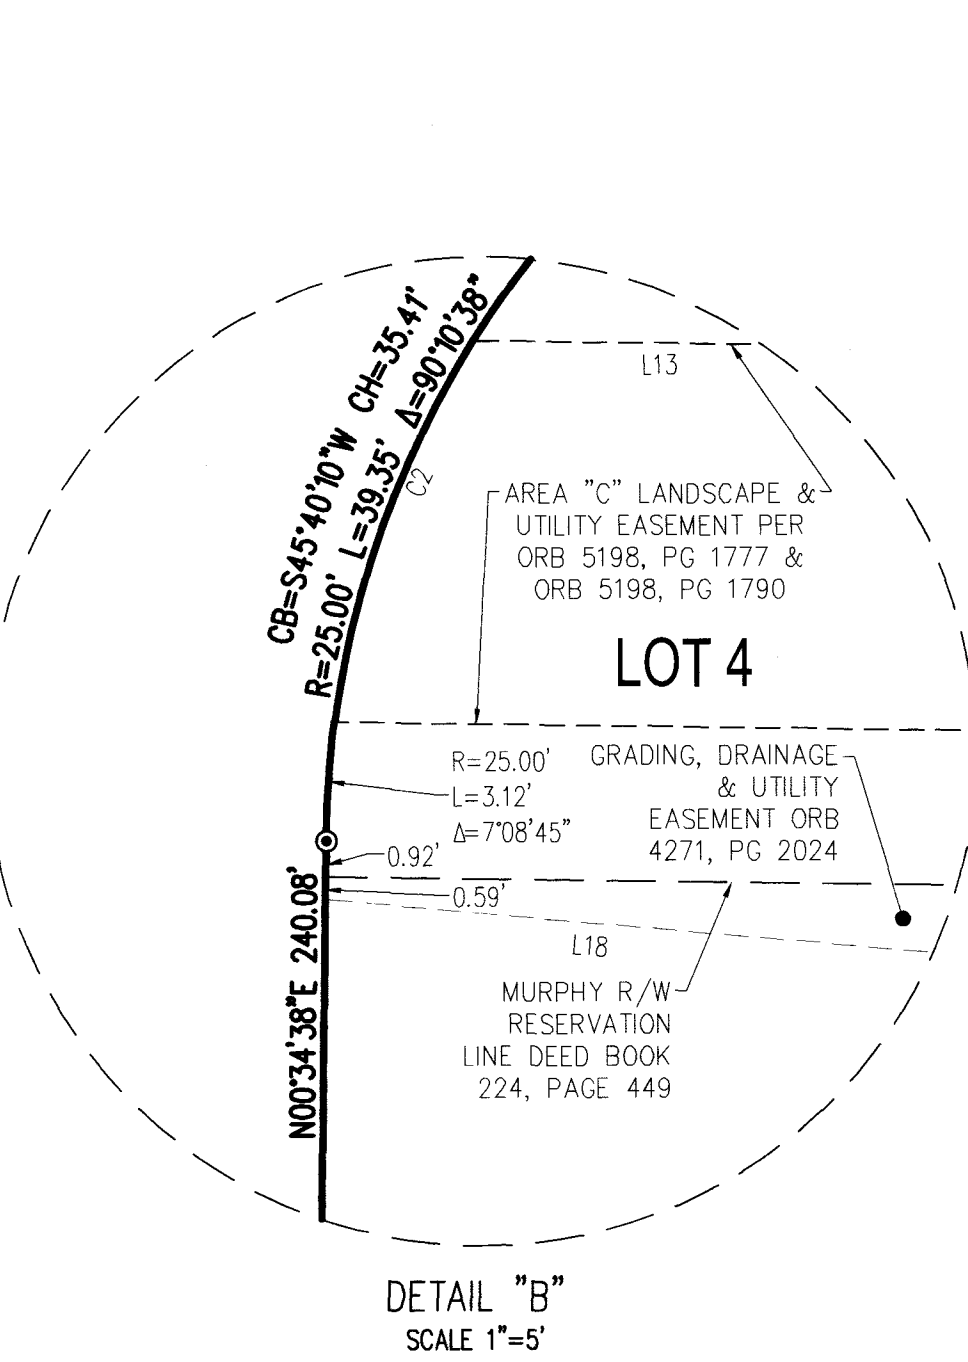 CB=S45°40'10"W CH=35.41'
R=25.00' L=39.35' Δ=90°10'38"
C2
L13
AREA "C" LANDSCAPE &
UTILITY EASEMENT PER
ORB 5198, PG 1777 &
ORB 5198, PG 1790
LOT 4
R=25.00'
L=3.12'
Δ=7°08'45"
GRADING, DRAINAGE
& UTILITY
EASEMENT ORB
4271, PG 2024
0.92'
0.59'
L18
N00°34'38"E 240.08'
MURPHY R/W
RESERVATION
LINE DEED BOOK
224, PAGE 449
DETAIL "B"
SCALE 1"=5'